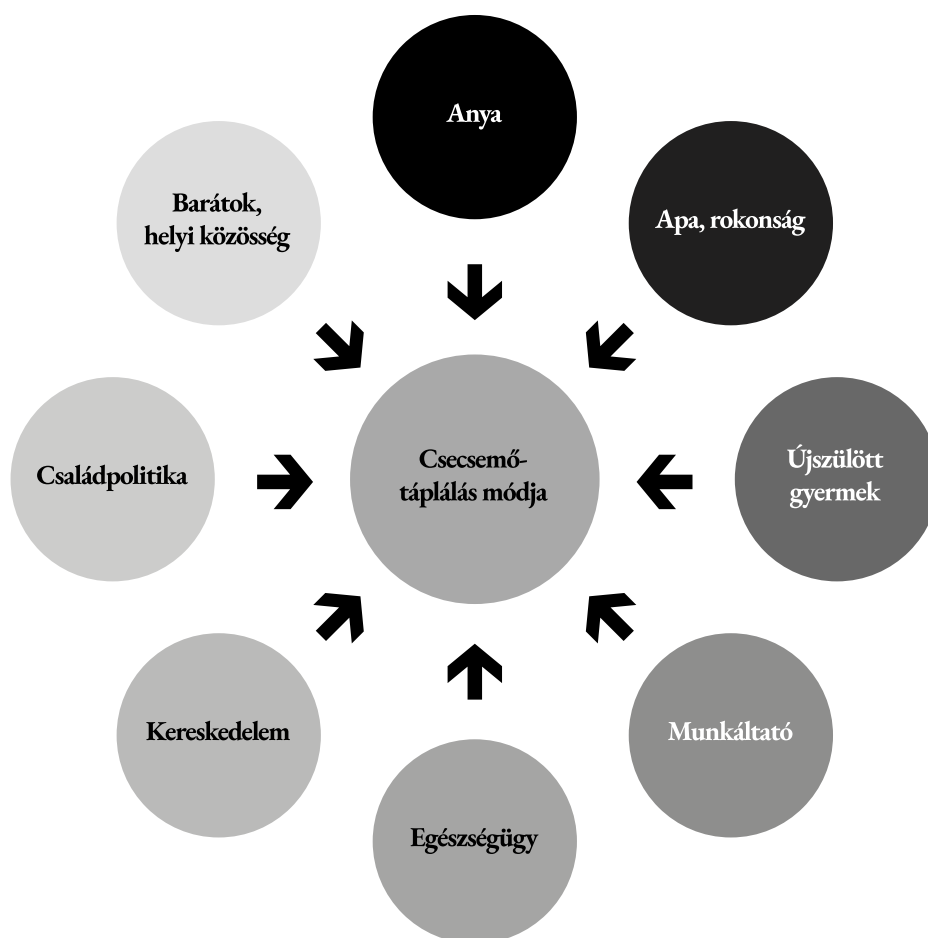 Anya
Barátok,
helyi közösség
Apa, rokonság
Családpolitika
Csecsemő-
táplálás módja
Újszülött
gyermek
Kereskedelem
Munkáltató
Egészségügy